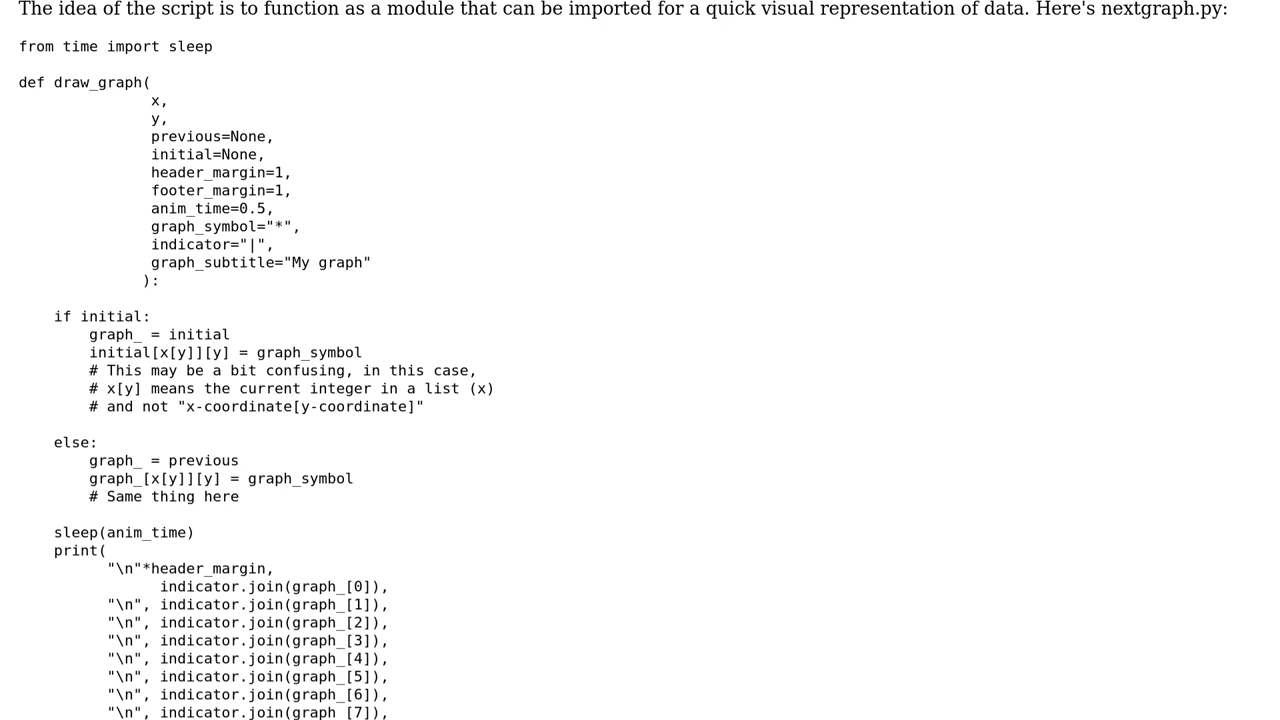 The idea of the script is to function as a module that can be imported for a quick visual representation of data. Here's nextgraph.py:
from time import sleep
def draw_graph(
x,
y,
previous=None,
initial=None,
header_margin=1,
footer_margin=1,
anim_time=0.5,
graph_symbol="*",
indicator="|",
graph_subtitle="My graph"
):
if initial:
graph_ = initial
initial[x[y]][y] = graph_symbol
# This may be a bit confusing, in this case,
# x[y] means the current integer in a list (x)
# and not "x-coordinate[y-coordinate]"
else:
graph_ = previous
graph_[x[y]][y] = graph_symbol
# Same thing here
sleep(anim_time)
print(
"\n"*header_margin,
indicator.join(graph_[0]),
"\n", indicator.join(graph_[1]),
"\n", indicator.join(graph_[2]),
"\n", indicator.join(graph_[3]),
"\n", indicator.join(graph_[4]),
"\n", indicator.join(graph_[5]),
"\n", indicator.join(graph_[6]),
"\n", indicator.join(graph_[7]),